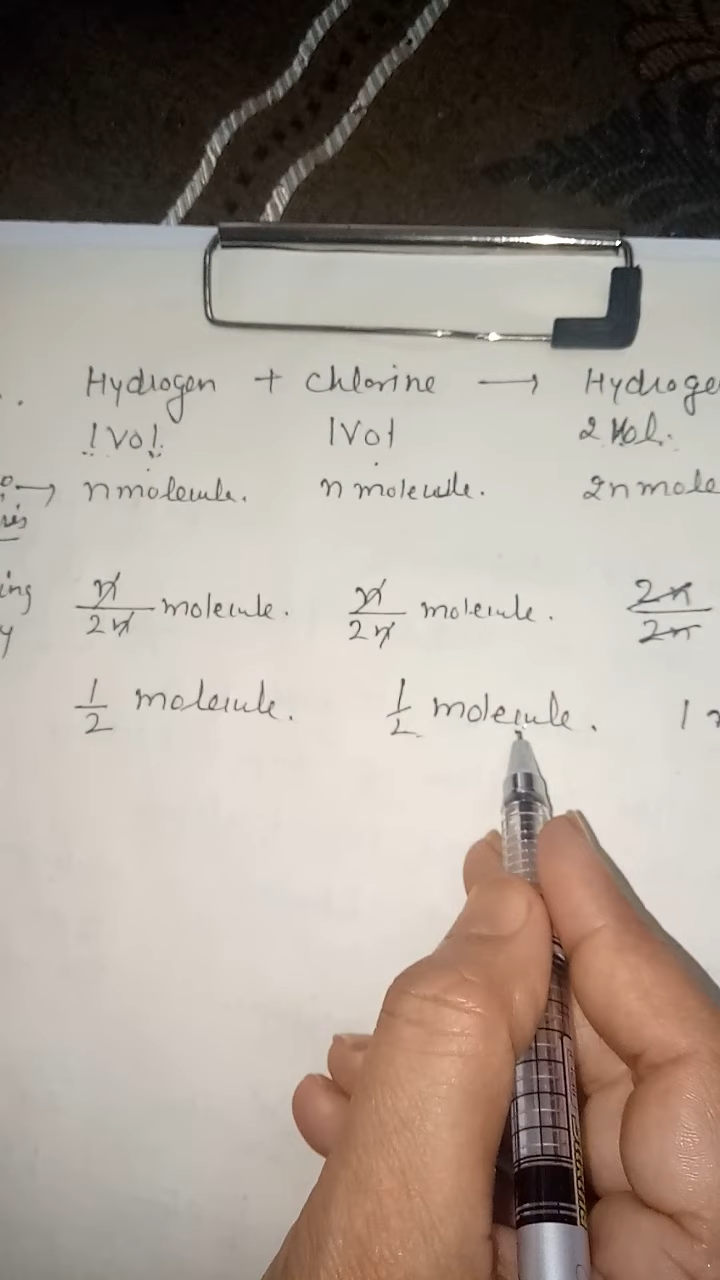 . Hydrogen + Chlorine → Hydroge
1 Vol. 1 Vol 2 Vol.
→ n molecule. n molecule. 2n mole
ing n/2n molecule. n/2n molecule. 2n/2n
y
1/2 molecule. 1/2 molecule. 1